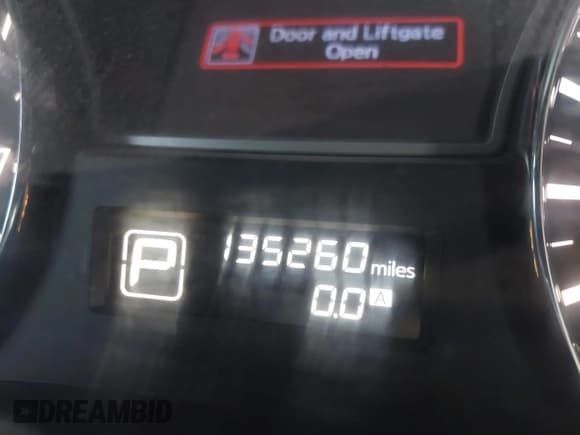 Door and Liftgate
Open
P
135260 miles
0.0 A
DREAMBID